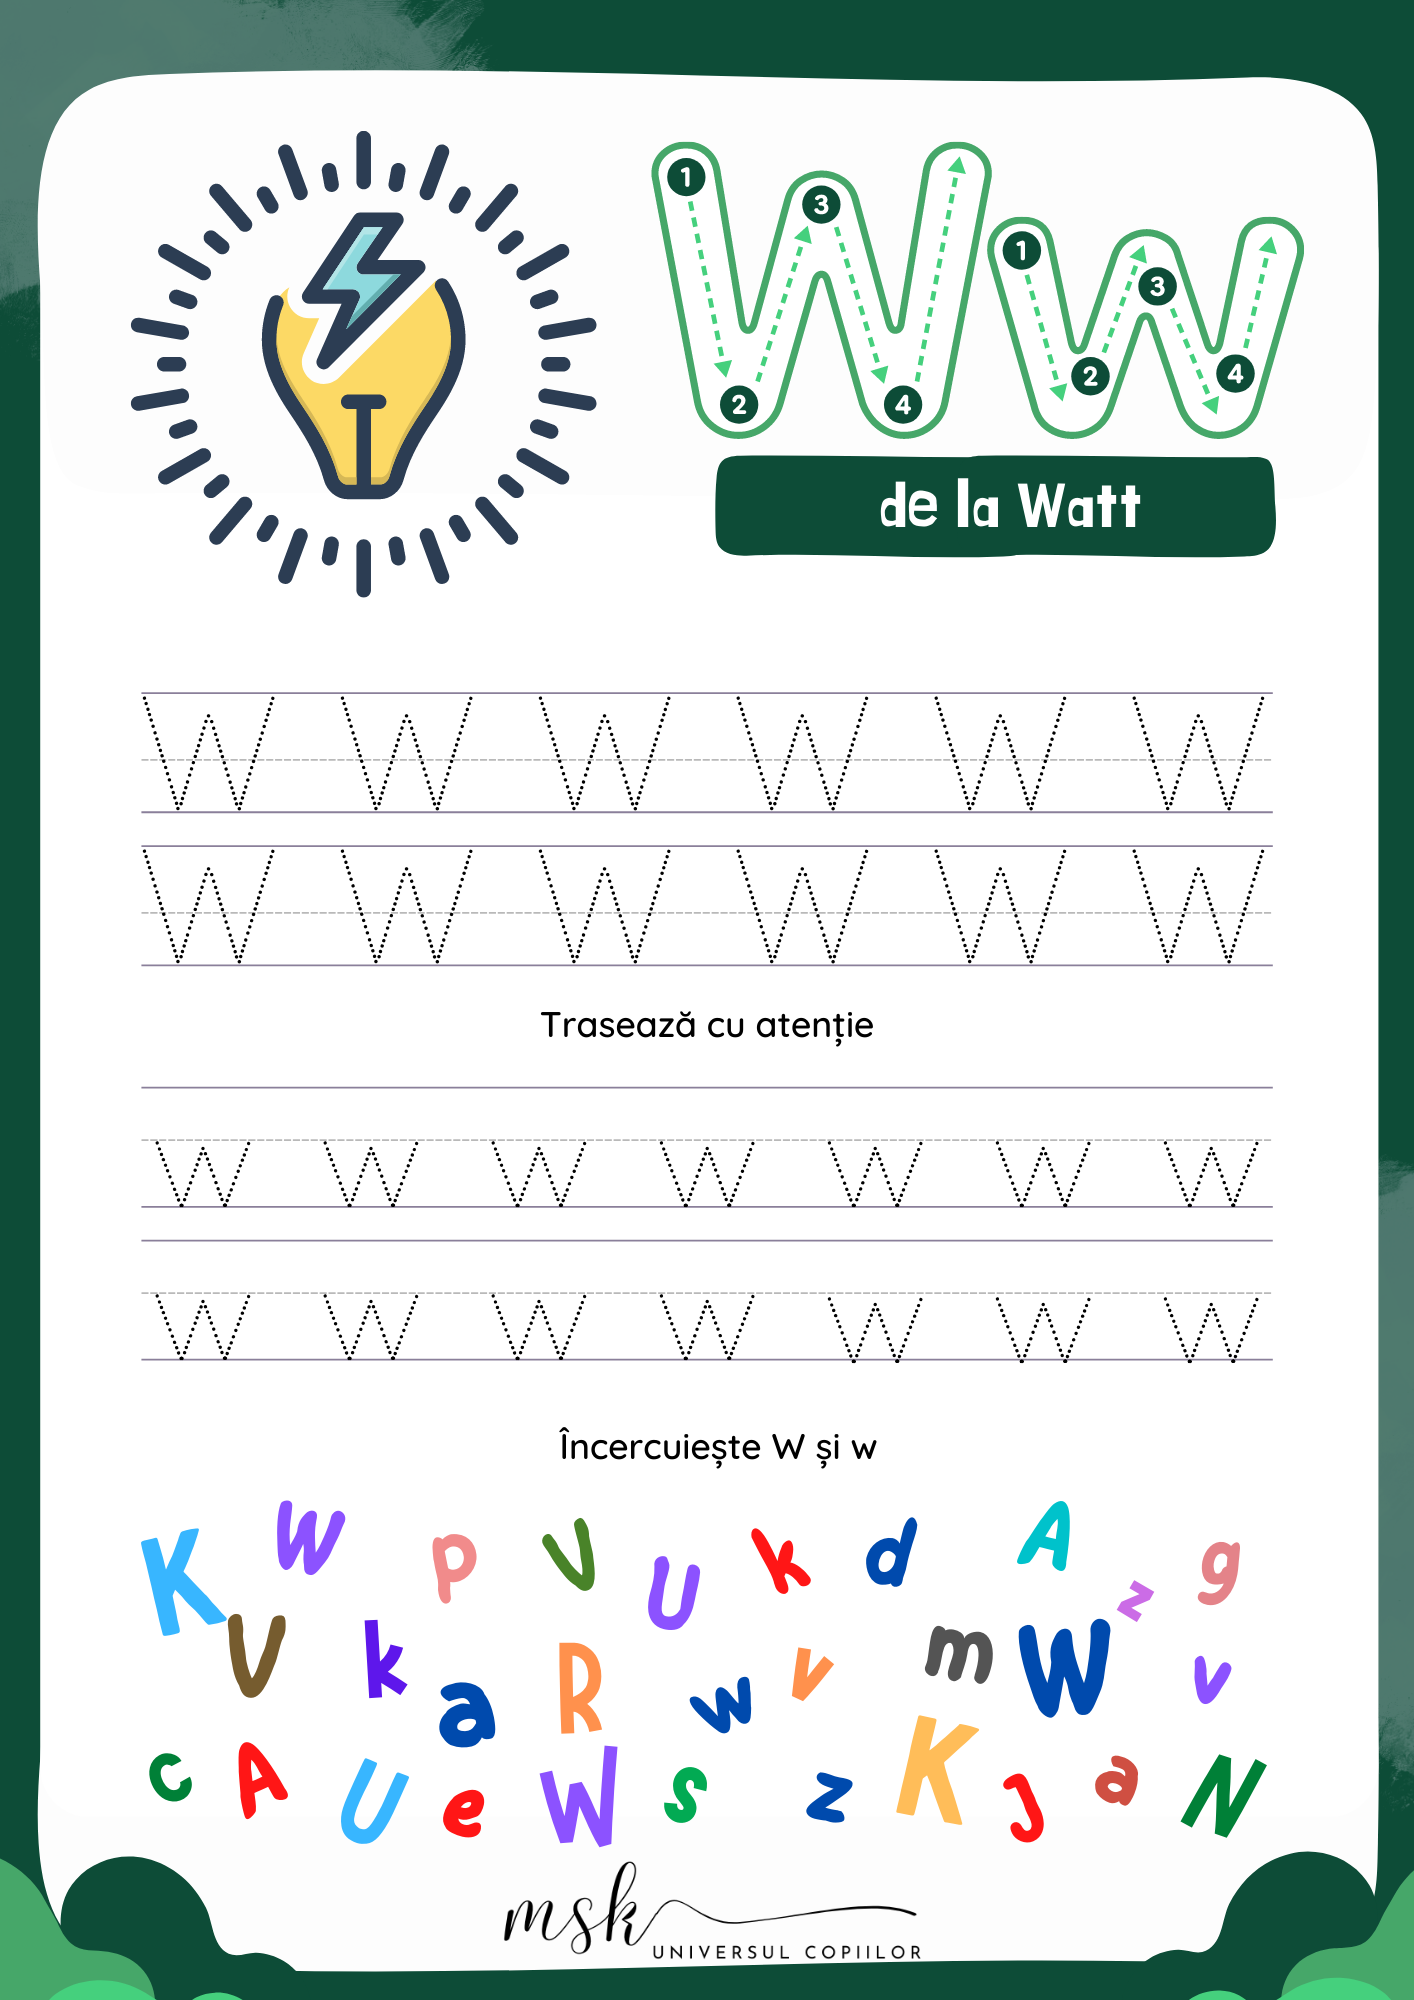 W w
1 3 1 3
2 4 2 4
de la Watt
W W W W W W
W W W W W W
Trasează cu atenție
w w w w w w w
w w w w w w w
Încercuiește W și w
K W p V U k d A z g
V k a R w v m W v
c A U e W s z K J a N
msk
UNIVERSUL COPIILOR